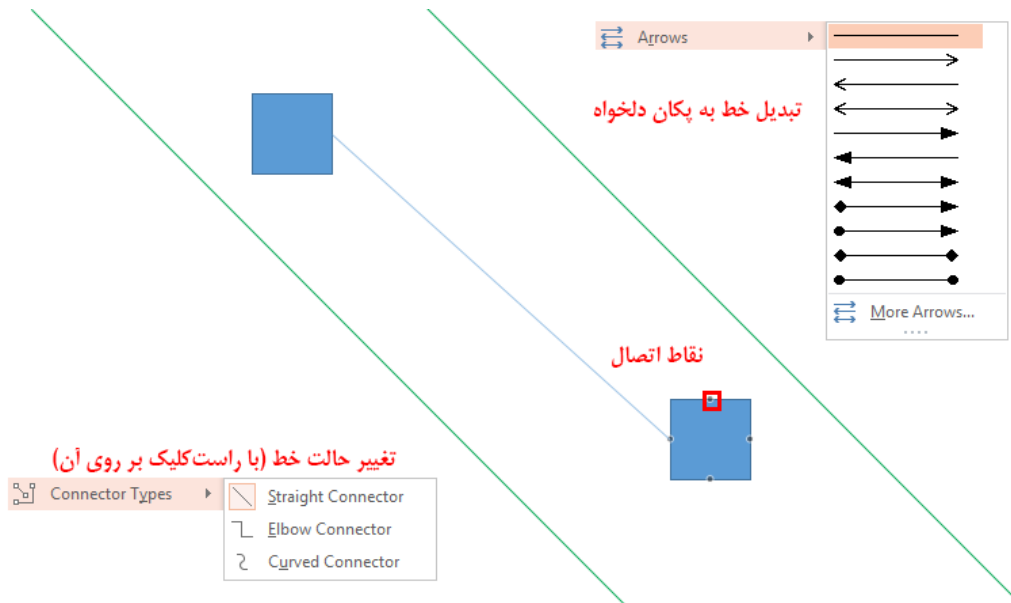 Arrows
تبدیل خط به پکان دلخواه
More Arrows...
نقاط اتصال
تغییر حالت خط (با راست‌کلیک بر روی آن)
Connector Types
Straight Connector
Elbow Connector
Curved Connector